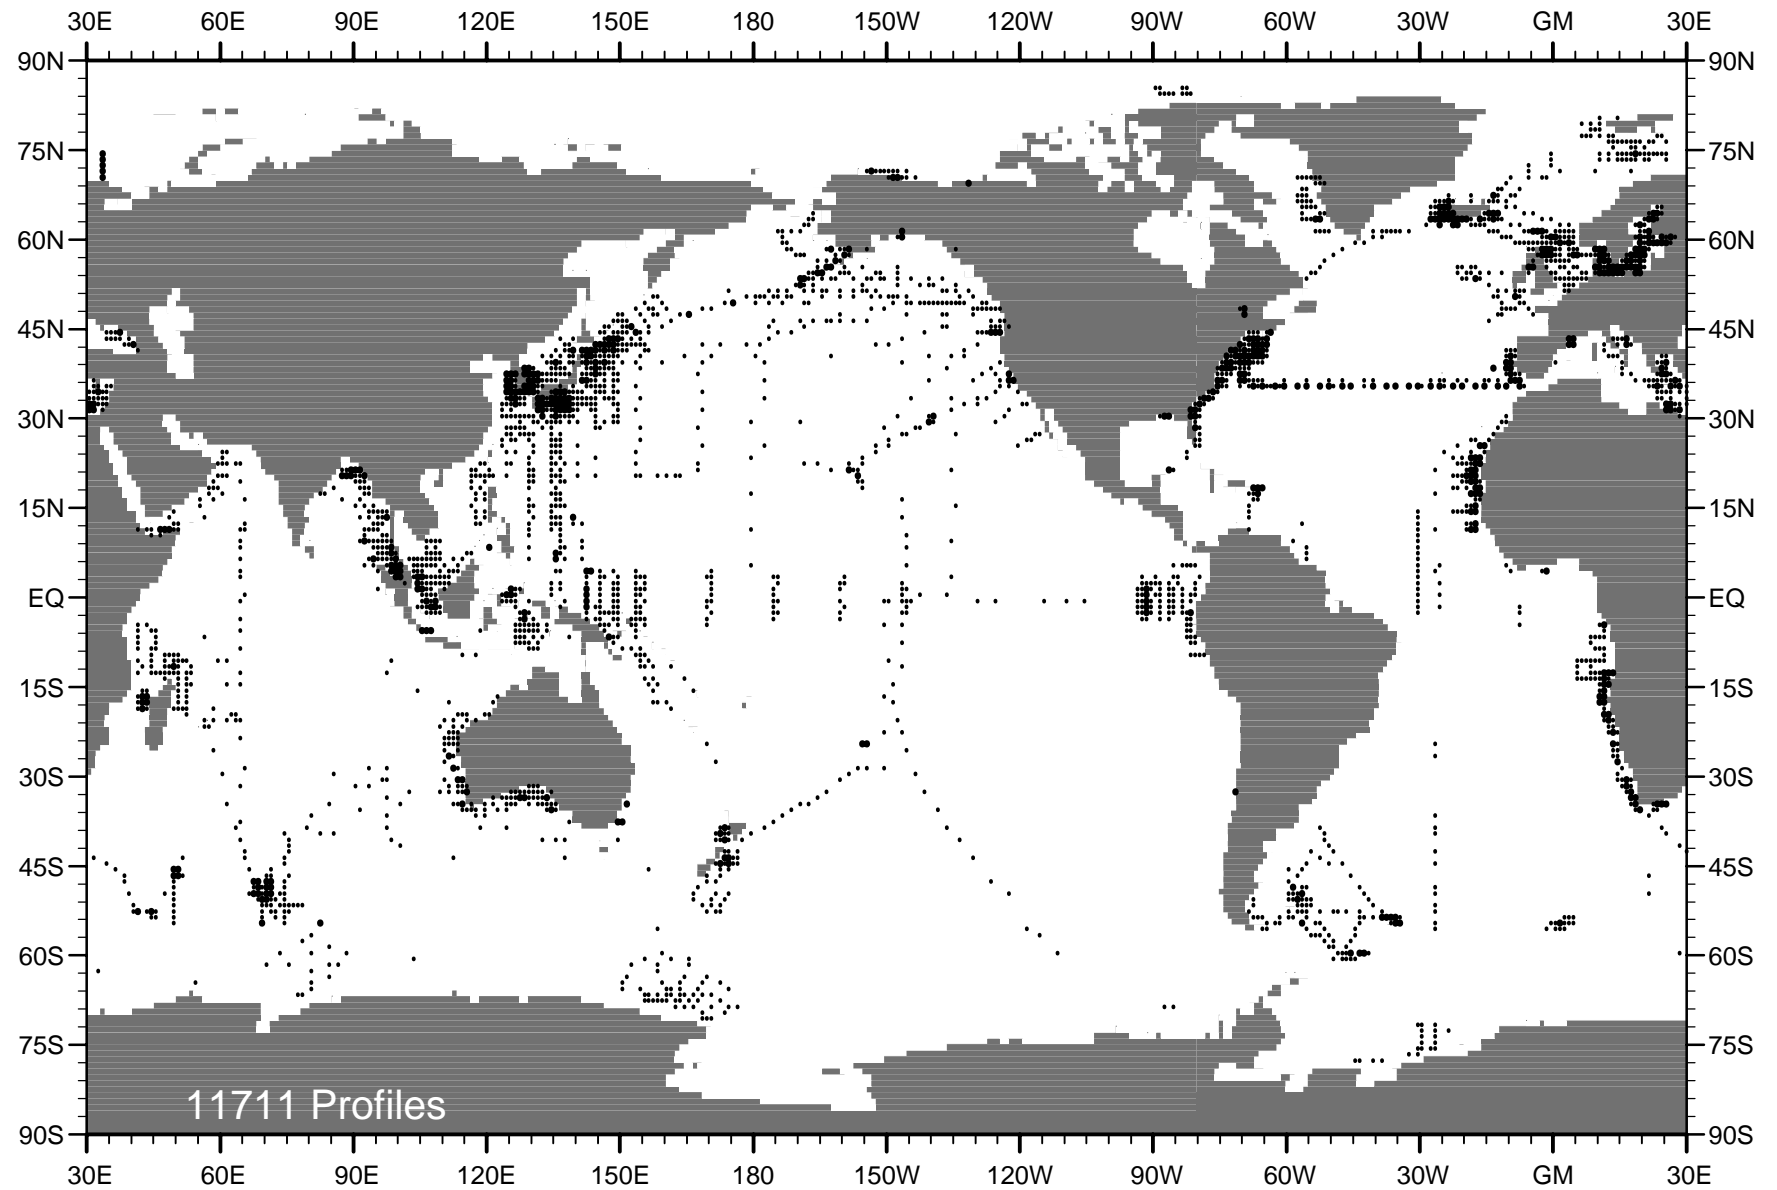 30E 60E 90E 120E 150E 180 150W 120W 90W 60W 30W GM 30E
90N 90N
75N 75N
60N 60N
45N 45N
30N 30N
15N 15N
EQ EQ
15S 15S
30S 30S
45S 45S
60S 60S
75S 75S
11711 Profiles
90S 90S
30E 60E 90E 120E 150E 180 150W 120W 90W 60W 30W GM 30E